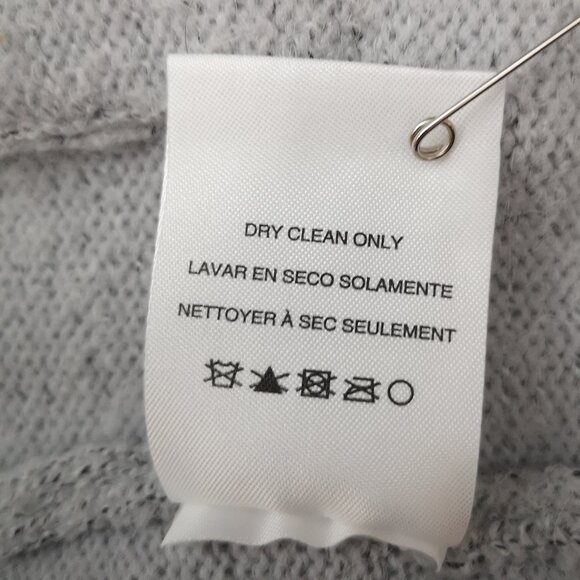 DRY CLEAN ONLY
LAVAR EN SECO SOLAMENTE
NETTOYER À SEC SEULEMENT